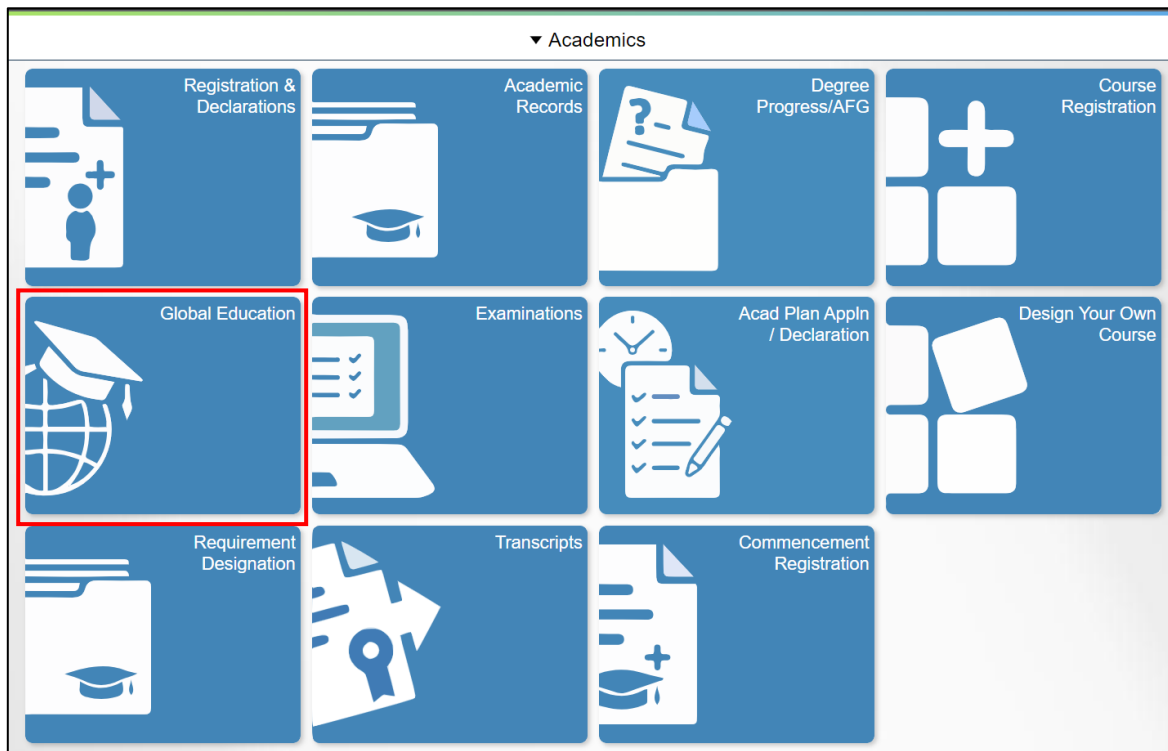 ▼ Academics
Registration &
Declarations
Academic
Records
Degree
Progress/AFG
Course
Registration
Global Education
Examinations
Acad Plan Appln
/ Declaration
Design Your Own
Course
Requirement
Designation
Transcripts
Commencement
Registration